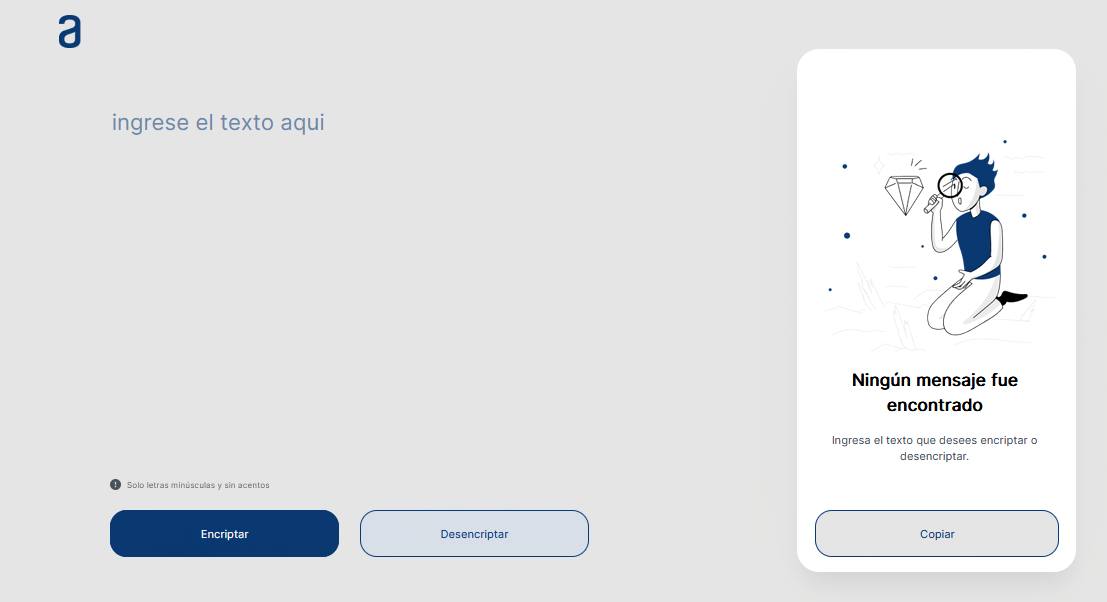 a
ingrese el texto aqui
Solo letras minúsculas y sin acentos
Encriptar
Desencriptar
Ningún mensaje fue
encontrado
Ingresa el texto que desees encriptar o
desencriptar.
Copiar